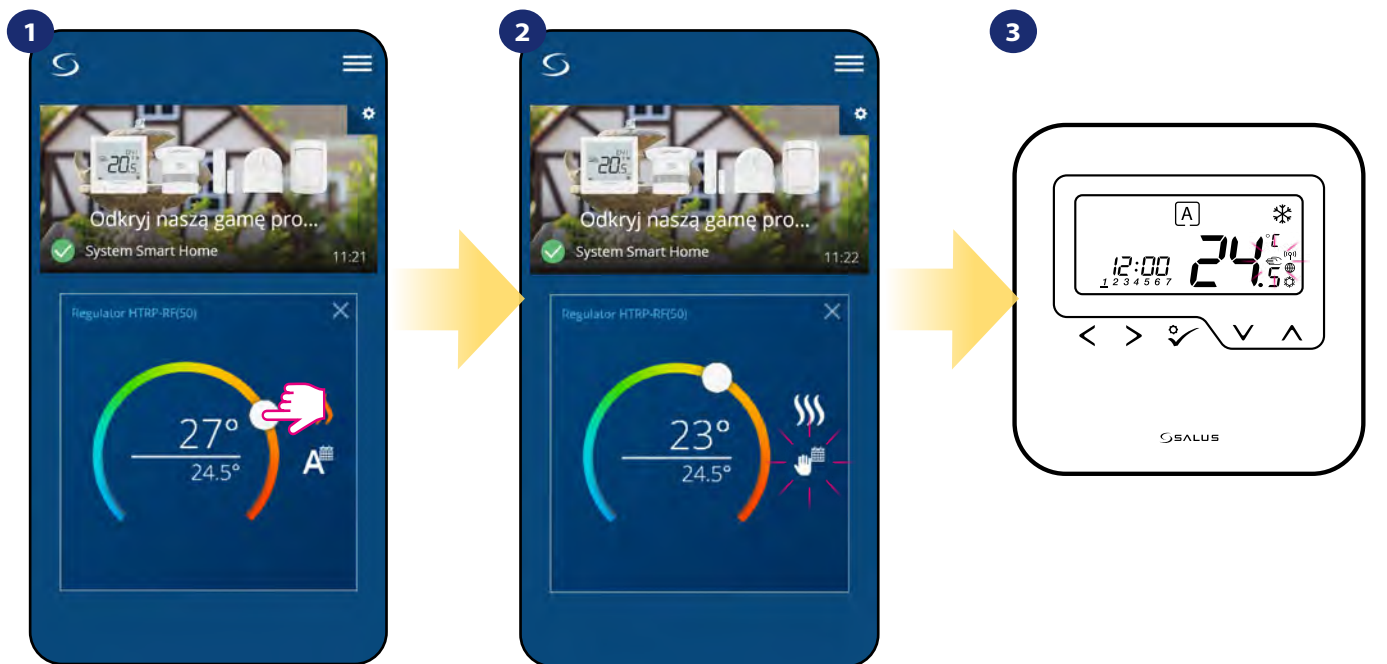 1
Odkryj naszą gamę pro...
System Smart Home
11:21
Regulator HTRP-RF(50)
27°
24.5°
A
2
Odkryj naszą gamę pro...
System Smart Home
11:22
Regulator HTRP-RF(50)
23°
24.5°
3
A
12:00
24.5 °C
1 2 3 4 5 6 7
SALUS